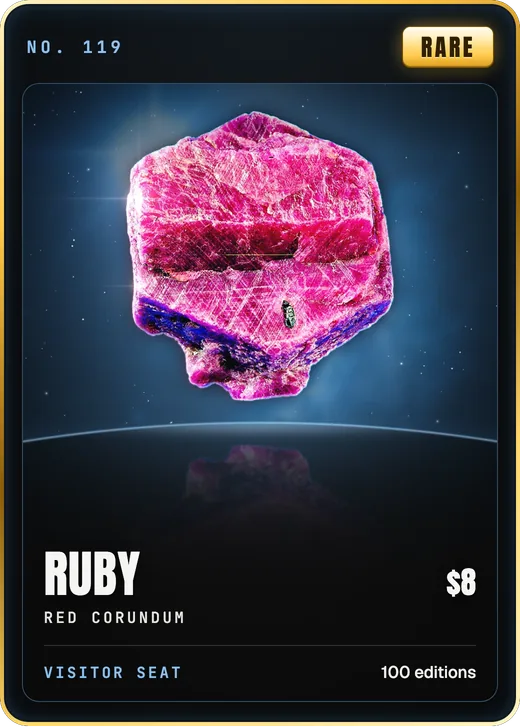 NO. 119
RARE
RUBY
$8
RED CORUNDUM
VISITOR SEAT
100 editions